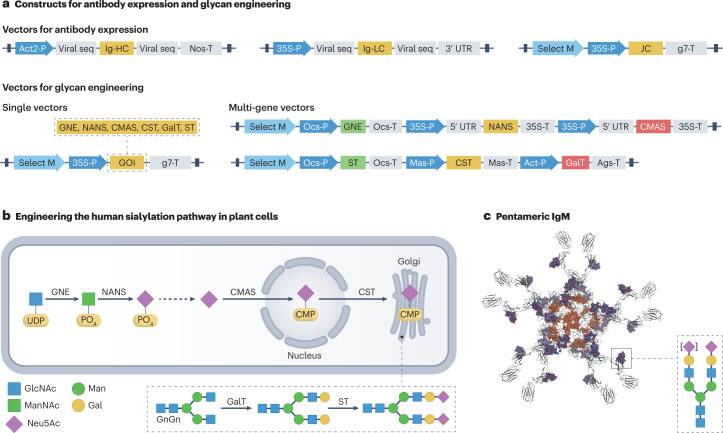 a Constructs for antibody expression and glycan engineering
Vectors for antibody expression
Act2-P Viral seq Ig-HC Viral seq Nos-T
35S-P Viral seq Ig-LC Viral seq 3′ UTR
Select M 35S-P JC g7-T
Vectors for glycan engineering
Single vectors
Multi-gene vectors
GNE, NANS, CMAS, CST, GalT, ST
Select M 35S-P GOI g7-T
Select M Ocs-P GNE Ocs-T 35S-P 5′ UTR NANS 35S-T 35S-P 5′ UTR CMAS 35S-T
Select M Ocs-P ST Ocs-T Mas-P CST Mas-T Act-P GalT Ags-T
b Engineering the human sialylation pathway in plant cells
c Pentameric IgM
Golgi
GNE NANS CMAS CST
UDP PO4 PO4 CMP CMP
Nucleus
GlcNAc
ManNAc
Neu5Ac
Man
Gal
GnGn GalT ST
[ ]